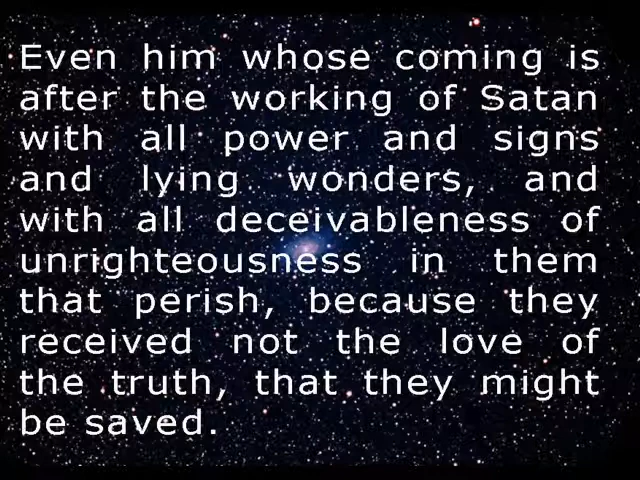 Even him whose coming is
after the working of Satan
with all power and signs
and lying wonders, and
with all deceivableness of
unrighteousness in them
that perish, because they
received not the love of
the truth, that they might
be saved.